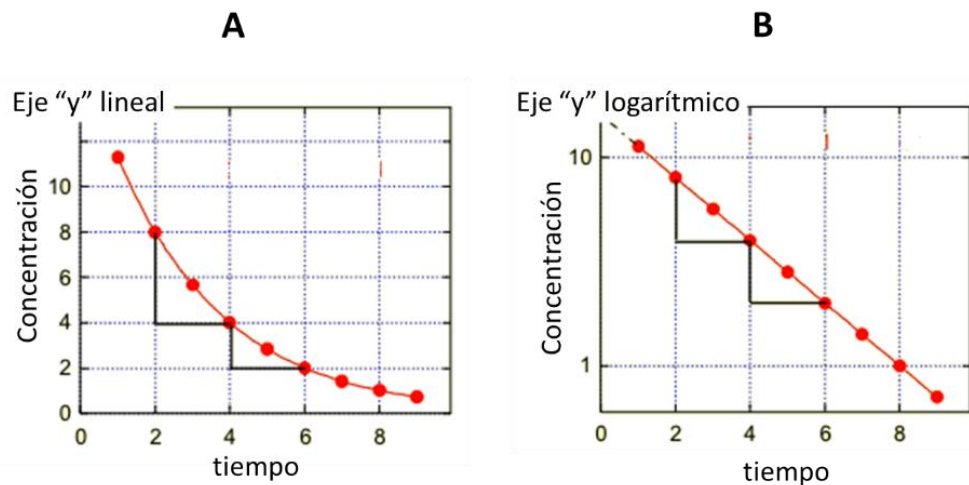 A
B
Eje “y” lineal
Eje “y” logarítmico
Concentración
10
8
6
4
2
0
0 2 4 6 8
tiempo
Concentración
10
1
0 2 4 6 8
tiempo